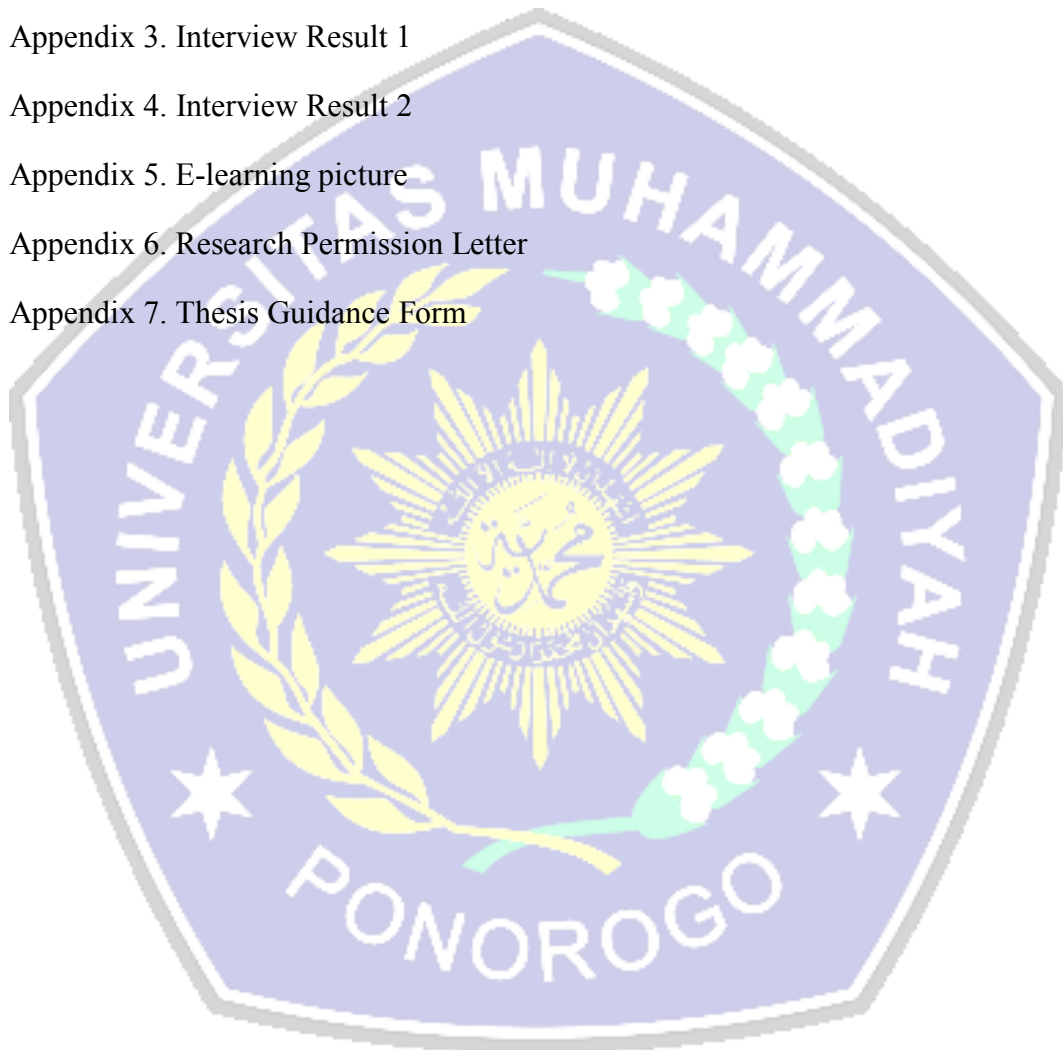 Appendix 3. Interview Result 1
Appendix 4. Interview Result 2
Appendix 5. E-learning picture
Appendix 6. Research Permission Letter
Appendix 7. Thesis Guidance Form
UNIVERSITAS MUHAMMADIYAH
PONOROGO